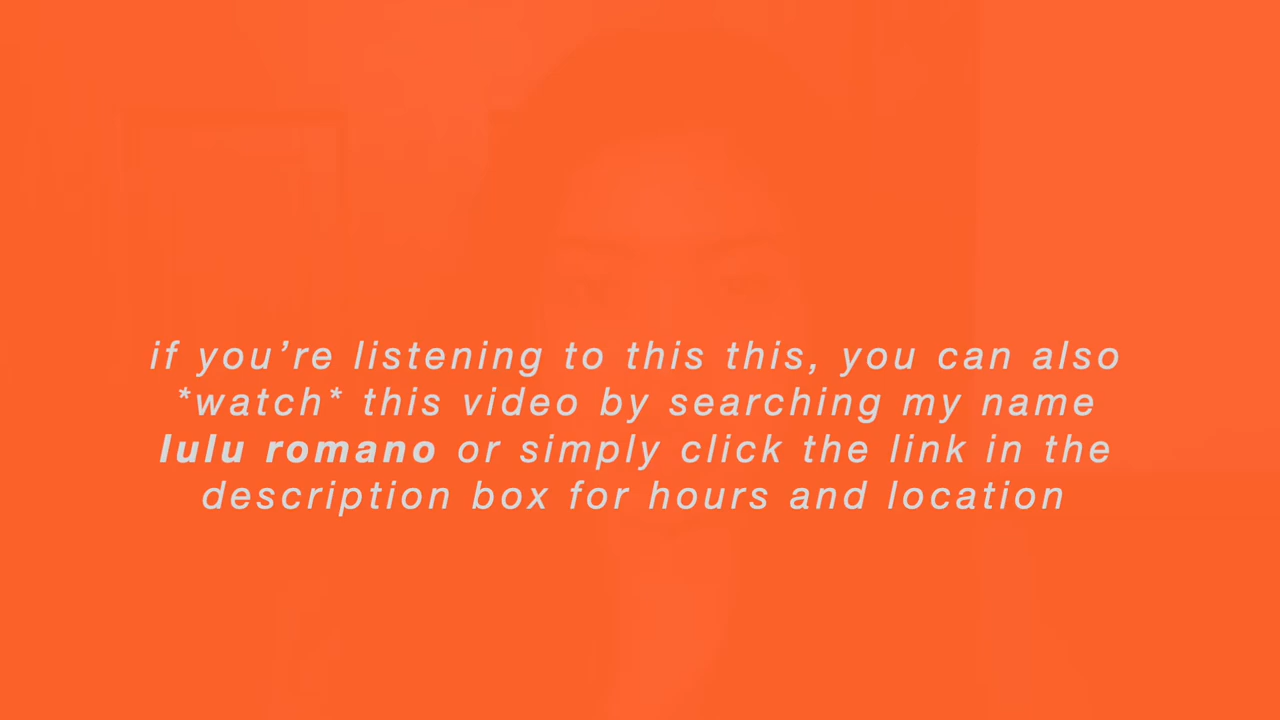 if you’re listening to this this, you can also
*watch* this video by searching my name
lulu romano or simply click the link in the
description box for hours and location